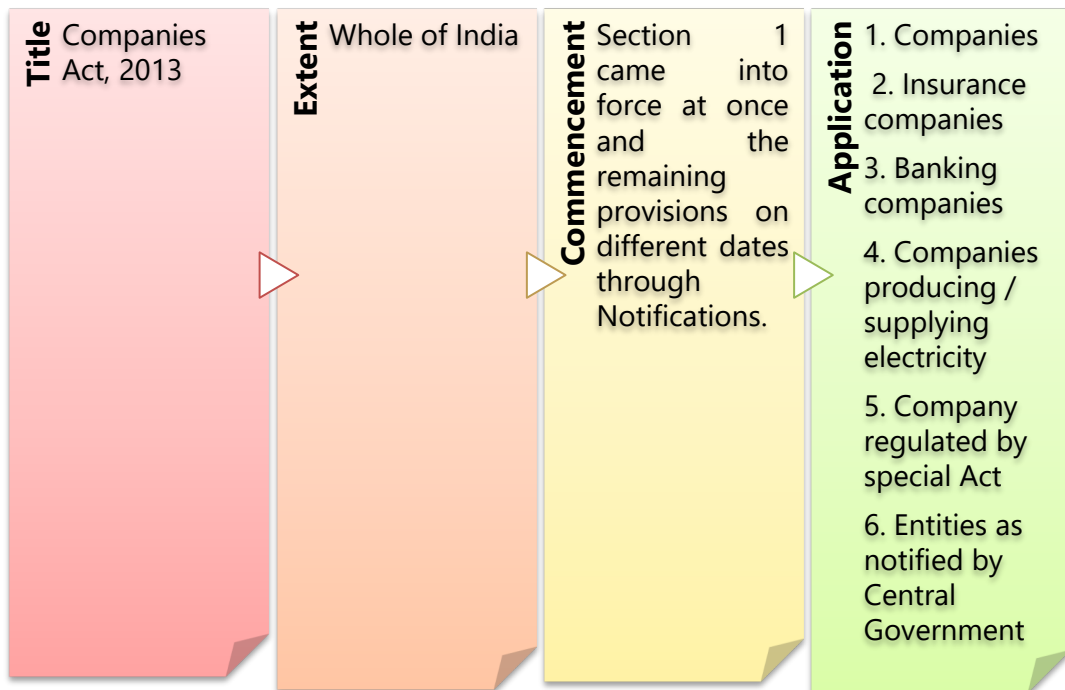 Title
Companies
Act, 2013
Extent
Whole of India
Commencement
Section 1
came into
force at once
and the
remaining
provisions on
different dates
through
Notifications.
Application
1. Companies
2. Insurance
companies
3. Banking
companies
4. Companies
producing /
supplying
electricity
5. Company
regulated by
special Act
6. Entities as
notified by
Central
Government